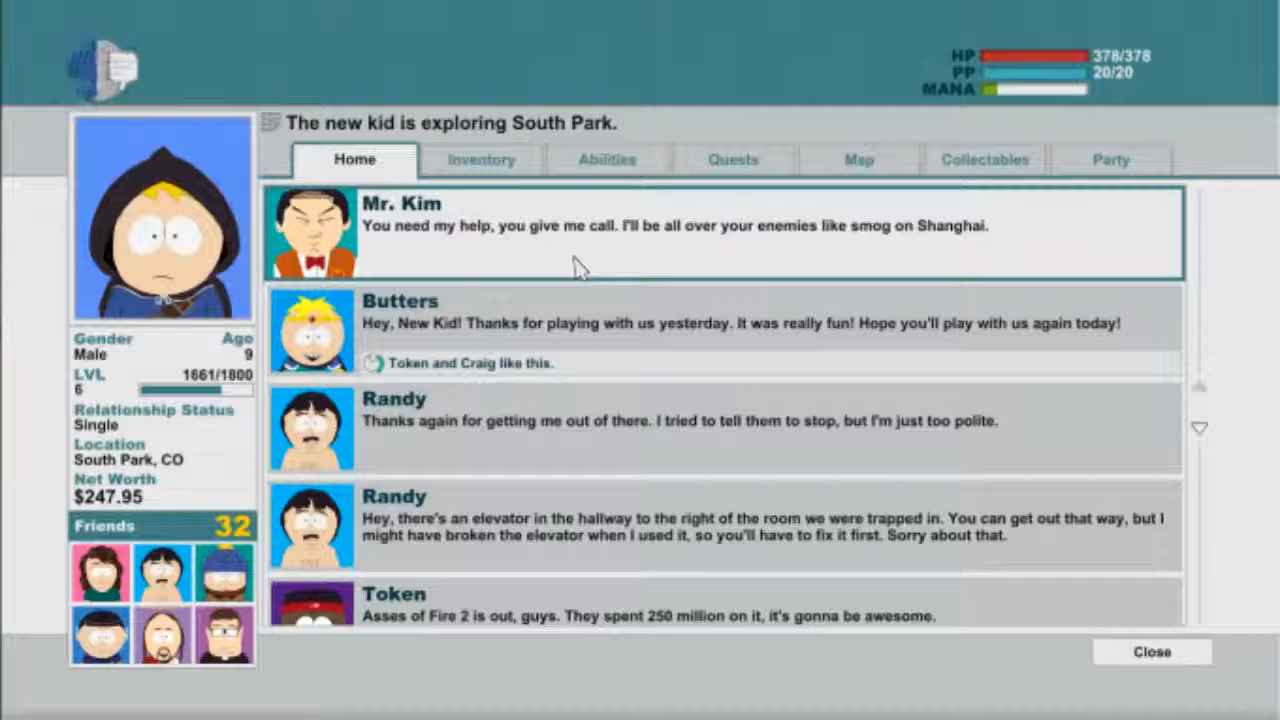 HP 378/378
PP 20/20
MANA
The new kid is exploring South Park.
Home Inventory Abilities Quests Map Collectables Party
Mr. Kim
You need my help, you give me call. I'll be all over your enemies like smog on Shanghai.
Butters
Hey, New Kid! Thanks for playing with us yesterday. It was really fun! Hope you'll play with us again today!
Token and Craig like this.
Randy
Thanks again for getting me out of there. I tried to tell them to stop, but I'm just too polite.
Randy
Hey, there's an elevator in the hallway to the right of the room we were trapped in. You can get out that way, but I
might have broken the elevator when I used it, so you'll have to fix it first. Sorry about that.
Token
Asses of Fire 2 is out, guys. They spent 250 million on it, it's gonna be awesome.
Gender Age
Male 9
LVL 1661/1800
6
Relationship Status
Single
Location
South Park, CO
Net Worth
$247.95
Friends 32
Close